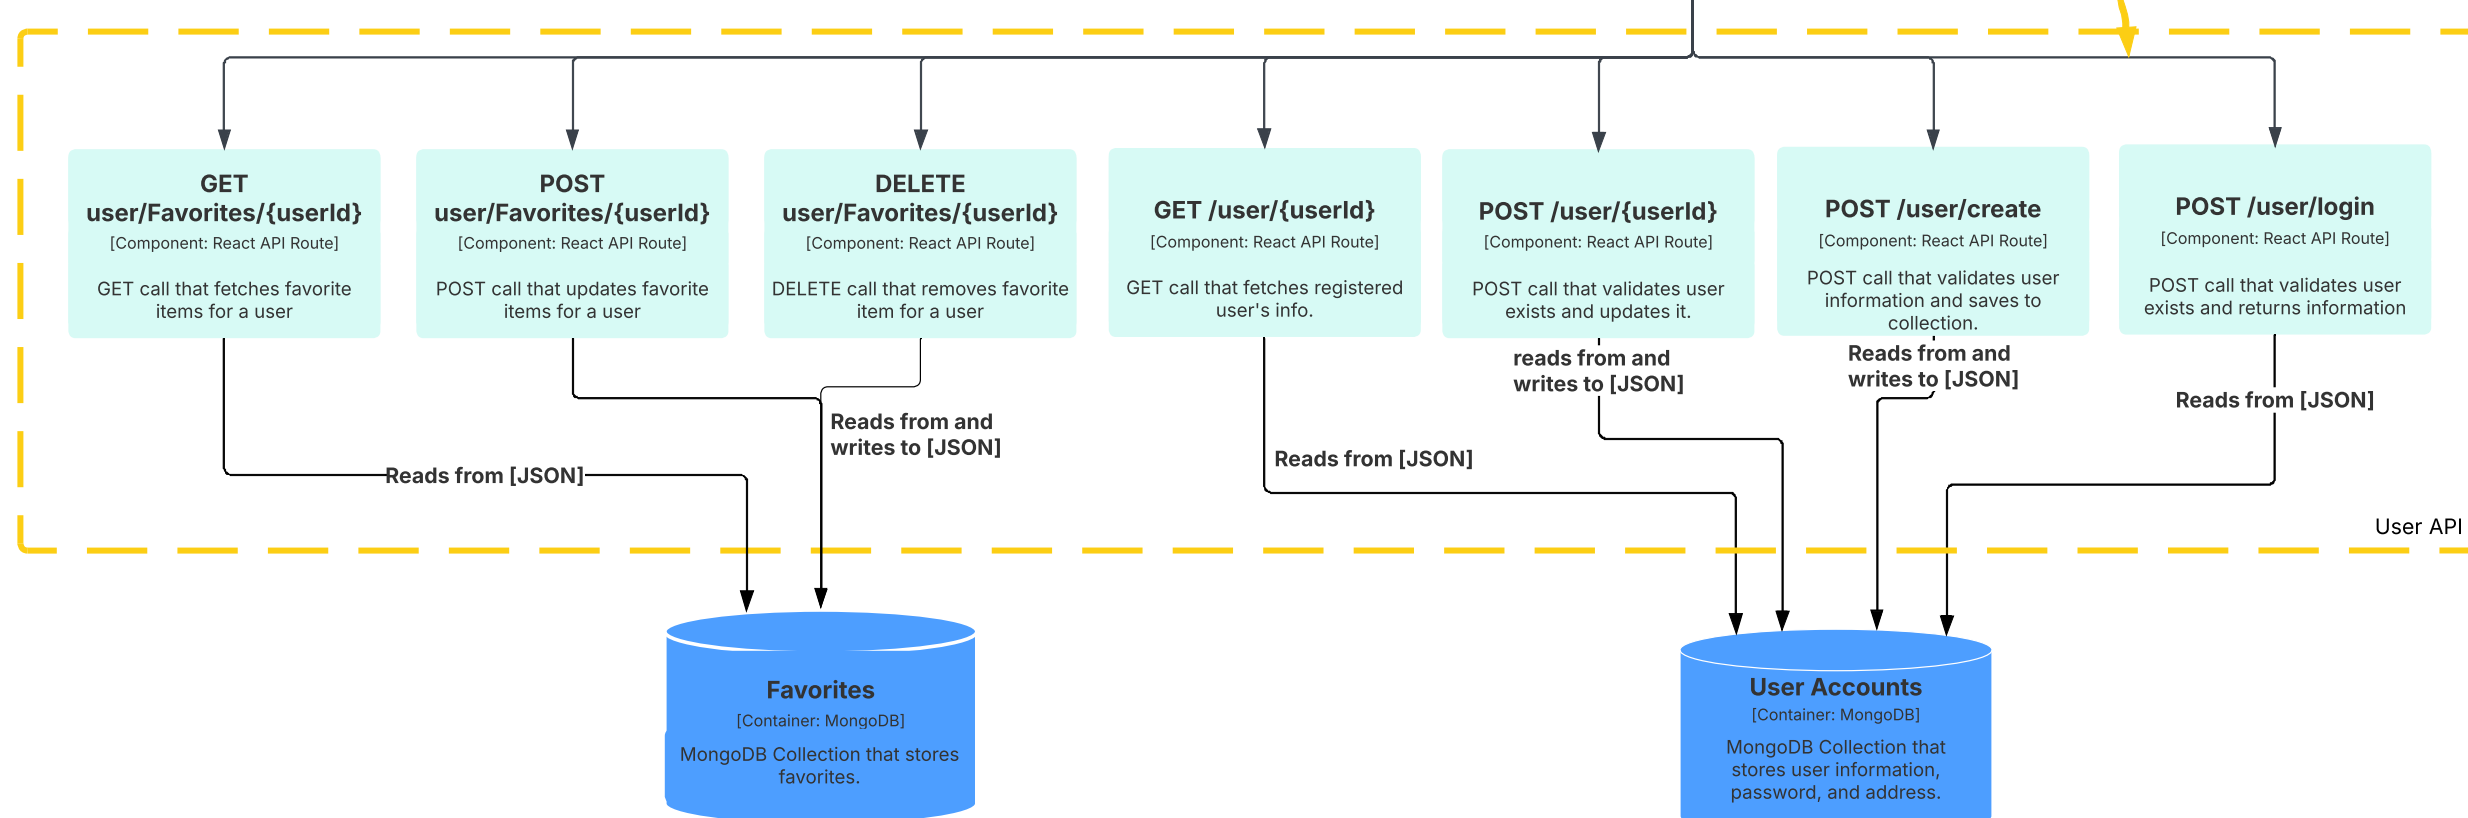 GET
user/Favorites/{userId}
[Component: React API Route]
GET call that fetches favorite
items for a user
POST
user/Favorites/{userId}
[Component: React API Route]
POST call that updates favorite
items for a user
DELETE
user/Favorites/{userId}
[Component: React API Route]
DELETE call that removes favorite
item for a user
GET /user/{userId}
[Component: React API Route]
GET call that fetches registered
user's info.
POST /user/{userId}
[Component: React API Route]
POST call that validates user
exists and updates it.
POST /user/create
[Component: React API Route]
POST call that validates user
information and saves to
collection.
POST /user/login
[Component: React API Route]
POST call that validates user
exists and returns information
Reads from [JSON]
Reads from and
writes to [JSON]
Reads from [JSON]
reads from and
writes to [JSON]
Reads from and
writes to [JSON]
Reads from [JSON]
User API
Favorites
[Container: MongoDB]
MongoDB Collection that stores
favorites.
User Accounts
[Container: MongoDB]
MongoDB Collection that
stores user information,
password, and address.